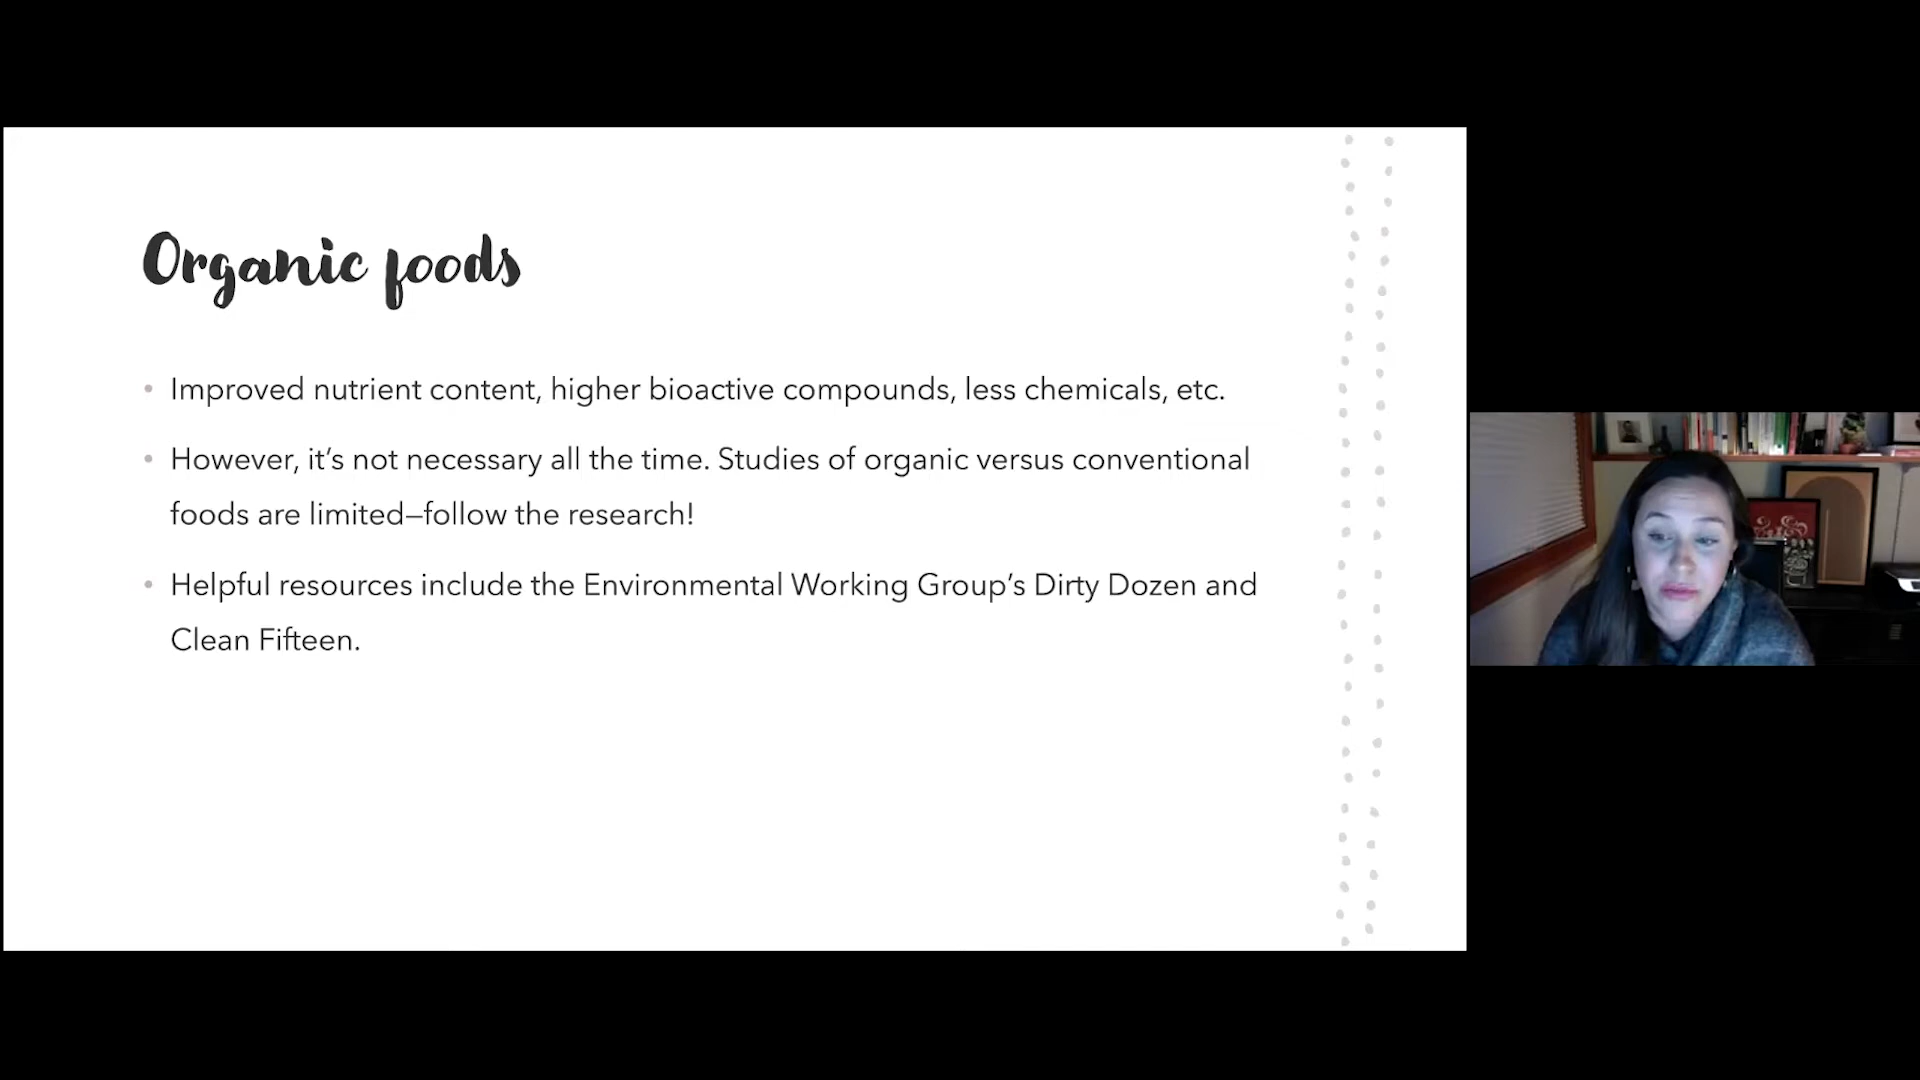 Organic foods
• Improved nutrient content, higher bioactive compounds, less chemicals, etc.
• However, it’s not necessary all the time. Studies of organic versus conventional
foods are limited—follow the research!
• Helpful resources include the Environmental Working Group’s Dirty Dozen and
Clean Fifteen.